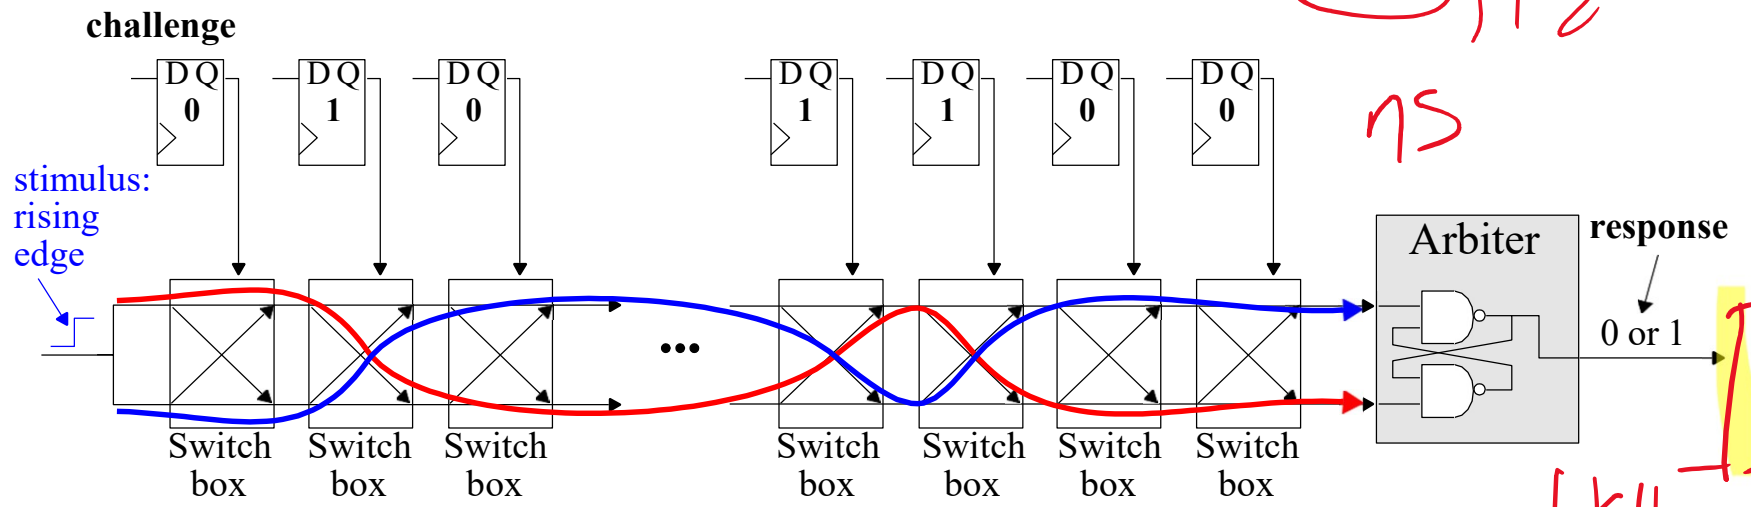 challenge
D Q
0
D Q
1
D Q
0
D Q
1
D Q
1
D Q
0
D Q
0
ns
stimulus:
rising
edge
Arbiter
response
0 or 1
Switch
box
Switch
box
Switch
box
...
Switch
box
Switch
box
Switch
box
Switch
box